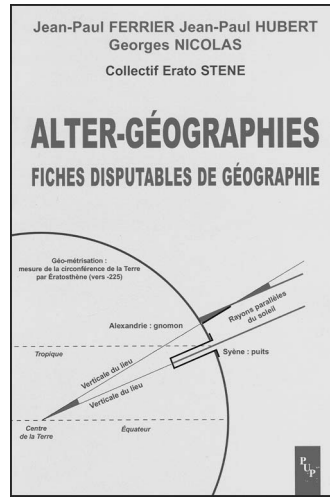 Jean-Paul FERRIER Jean-Paul HUBERT
Georges NICOLAS
Collectif Erato STENE
ALTER-GÉOGRAPHIES
FICHES DISPUTABLES DE GÉOGRAPHIE
Géo-métrisation :
mesure de la circonférence de la Terre
par Ératosthène (vers -225)
Rayons parallèles
du soleil
Alexandrie : gnomon
Tropique
Syène : puits
Verticale du lieu
Verticale du lieu
Centre
de la Terre
Équateur
PUP